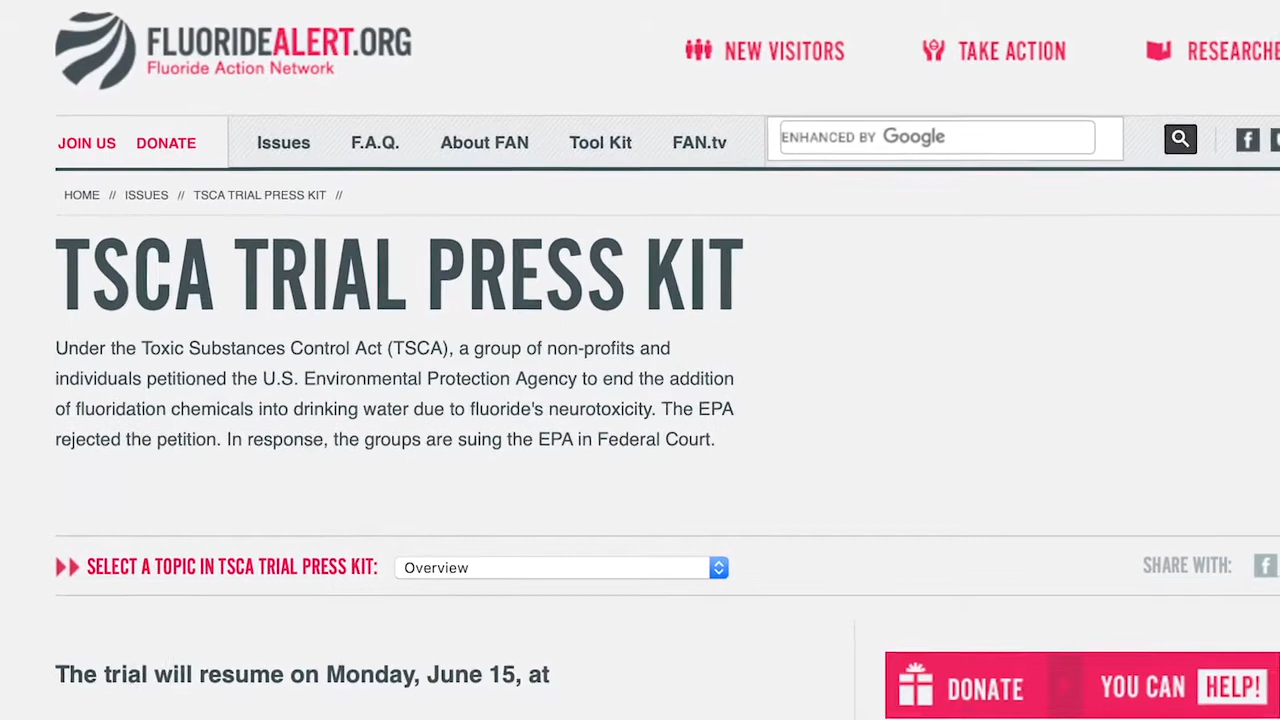 FLUORIDEALERT.ORG
Fluoride Action Network
NEW VISITORS
TAKE ACTION
JOIN US
DONATE
Issues
F.A.Q.
About FAN
Tool Kit
FAN.tv
ENHANCED BY Google
HOME // ISSUES // TSCA TRIAL PRESS KIT //
TSCA TRIAL PRESS KIT
Under the Toxic Substances Control Act (TSCA), a group of non-profits and
individuals petitioned the U.S. Environmental Protection Agency to end the addition
of fluoridation chemicals into drinking water due to fluoride's neurotoxicity. The EPA
rejected the petition. In response, the groups are suing the EPA in Federal Court.
SELECT A TOPIC IN TSCA TRIAL PRESS KIT:
Overview
SHARE WITH:
The trial will resume on Monday, June 15, at
DONATE
YOU CAN HELP!